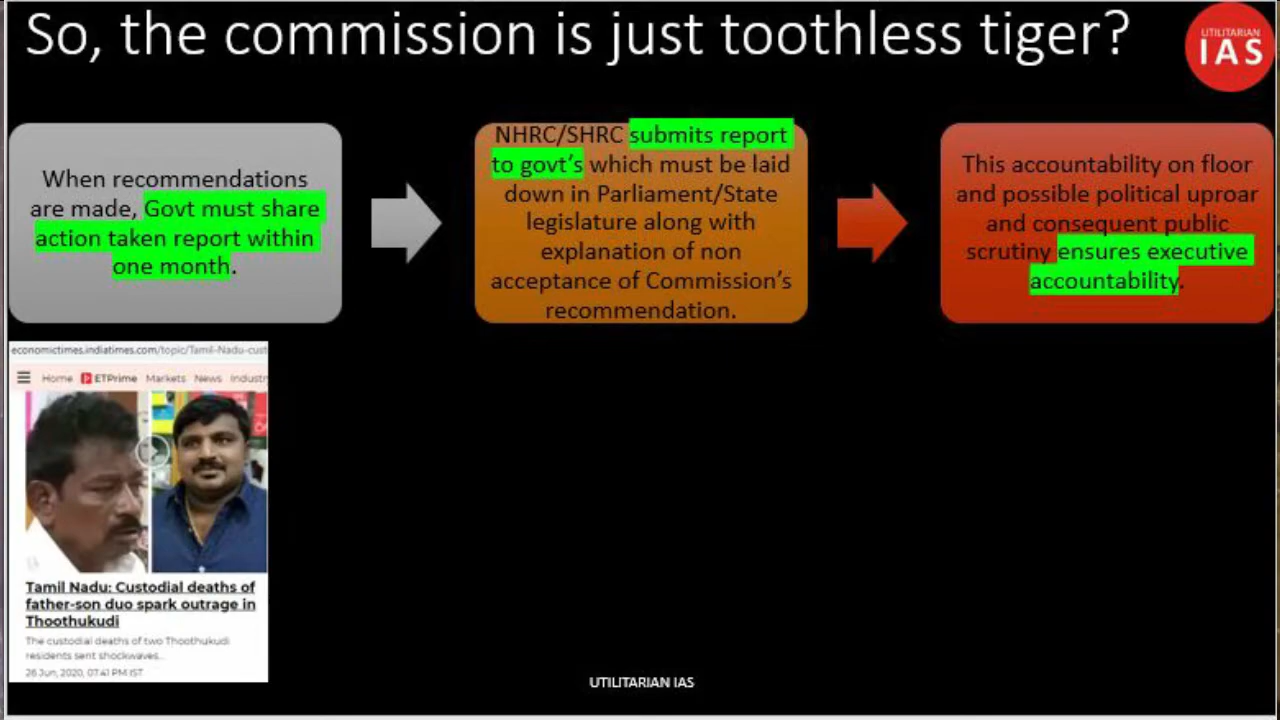 So, the commission is just toothless tiger?
UTILITARIAN
IAS
When recommendations
are made, Govt must share
action taken report within
one month.
NHRC/SHRC submits report
to govt's which must be laid
down in Parliament/State
legislature along with
explanation of non
acceptance of Commission's
recommendation.
This accountability on floor
and possible political uproar
and consequent public
scrutiny ensures executive
accountability.
economictimes.indiatimes.com/topic/Tamil-Nadu-cust
Home ETPrime Markets News Industr
Tamil Nadu: Custodial deaths of
father-son duo spark outrage in
Thoothukudi
The custodial deaths of two Thoothukudi
residents sent shockwaves...
26 Jun, 2020, 07:41 PM IST
UTILITARIAN IAS